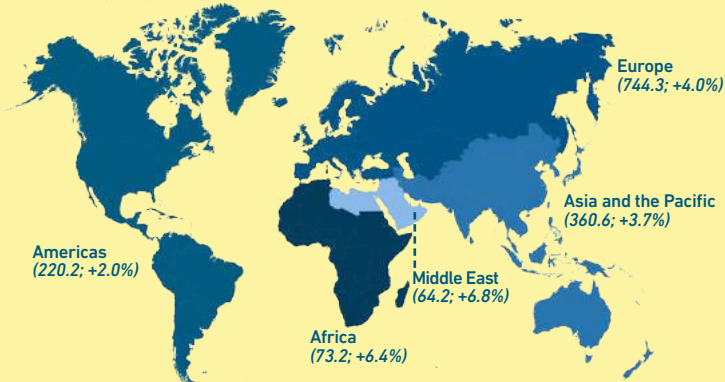 Europe
(744.3; +4.0%)
Asia and the Pacific
(360.6; +3.7%)
Americas
(220.2; +2.0%)
Middle East
(64.2; +6.8%)
Africa
(73.2; +6.4%)